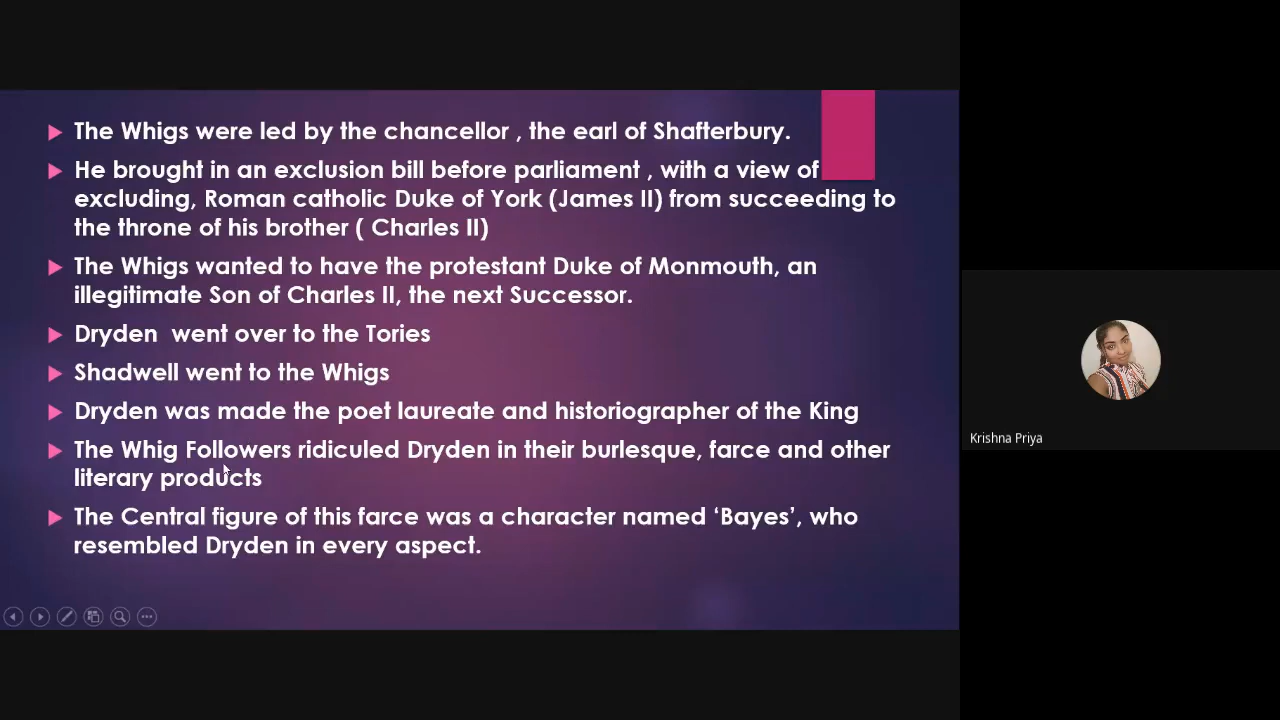 The Whigs were led by the chancellor , the earl of Shafterbury.
He brought in an exclusion bill before parliament , with a view of
excluding, Roman catholic Duke of York (James II) from succeeding to
the throne of his brother ( Charles II)
The Whigs wanted to have the protestant Duke of Monmouth, an
illegitimate Son of Charles II, the next Successor.
Dryden  went over to the Tories
Shadwell went to the Whigs
Dryden was made the poet laureate and historiographer of the King
The Whig Followers ridiculed Dryden in their burlesque, farce and other
literary products
The Central figure of this farce was a character named ‘Bayes’, who
resembled Dryden in every aspect.
Krishna Priya